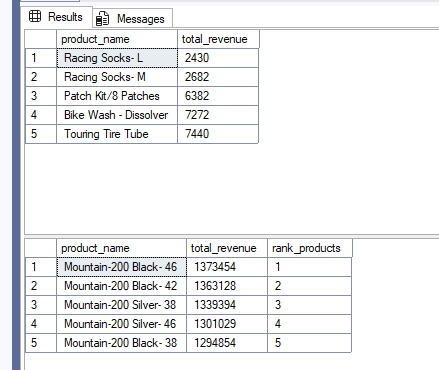 Results Messages
product_name total_revenue
1 Racing Socks- L 2430
2 Racing Socks- M 2682
3 Patch Kit/8 Patches 6382
4 Bike Wash - Dissolver 7272
5 Touring Tire Tube 7440
product_name total_revenue rank_products
1 Mountain-200 Black- 46 1373454 1
2 Mountain-200 Black- 42 1363128 2
3 Mountain-200 Silver- 38 1339394 3
4 Mountain-200 Silver- 46 1301029 4
5 Mountain-200 Black- 38 1294854 5